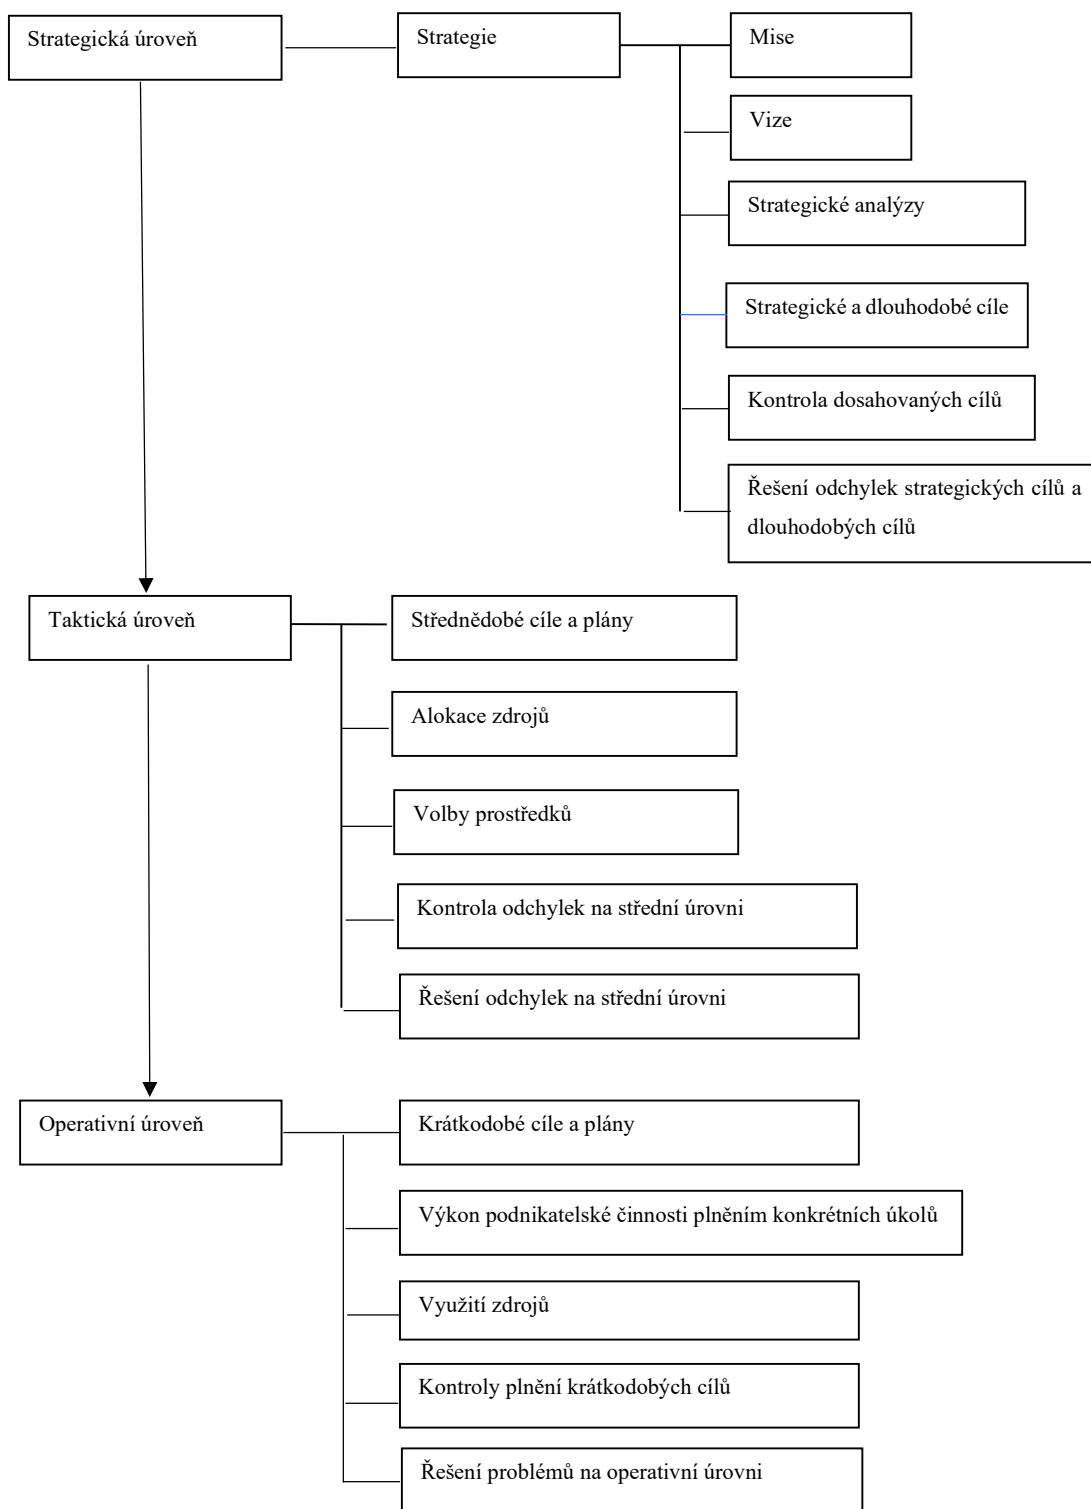 Strategická úroveň
Strategie
Mise
Vize
Strategické analýzy
Strategické a dlouhodobé cíle
Kontrola dosahovaných cílů
Řešení odchylek strategických cílů a
dlouhodobých cílů
Taktická úroveň
Střednědobé cíle a plány
Alokace zdrojů
Volby prostředků
Kontrola odchylek na střední úrovni
Řešení odchylek na střední úrovni
Operativní úroveň
Krátkodobé cíle a plány
Výkon podnikatelské činnosti plněním konkrétních úkolů
Využití zdrojů
Kontroly plnění krátkodobých cílů
Řešení problémů na operativní úrovni